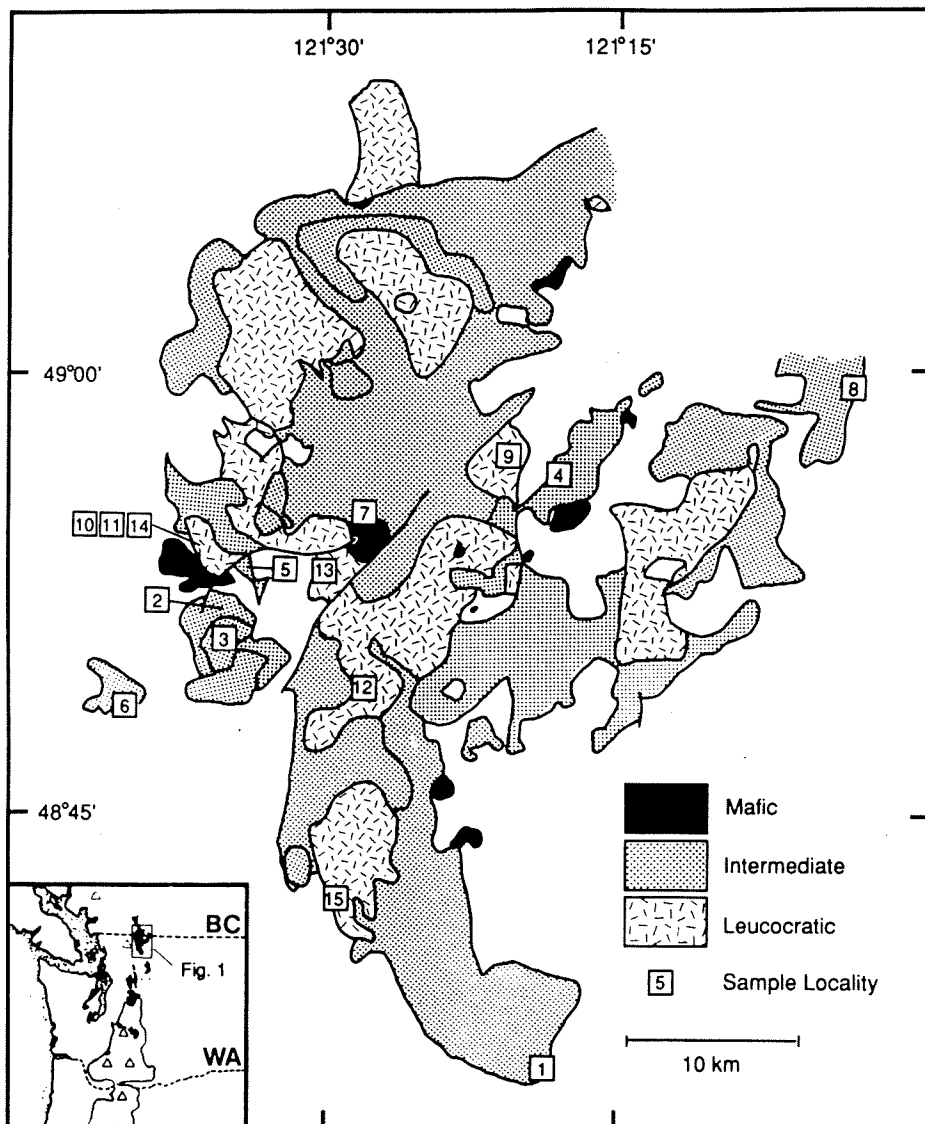 121°30'
121°15'
49°00'
8
9
4
7
10 11 14
5
13
2
3
12
6
48°45'
Mafic
Intermediate
15
Leucocratic
BC
Fig. 1
5
Sample Locality
10 km
WA
1